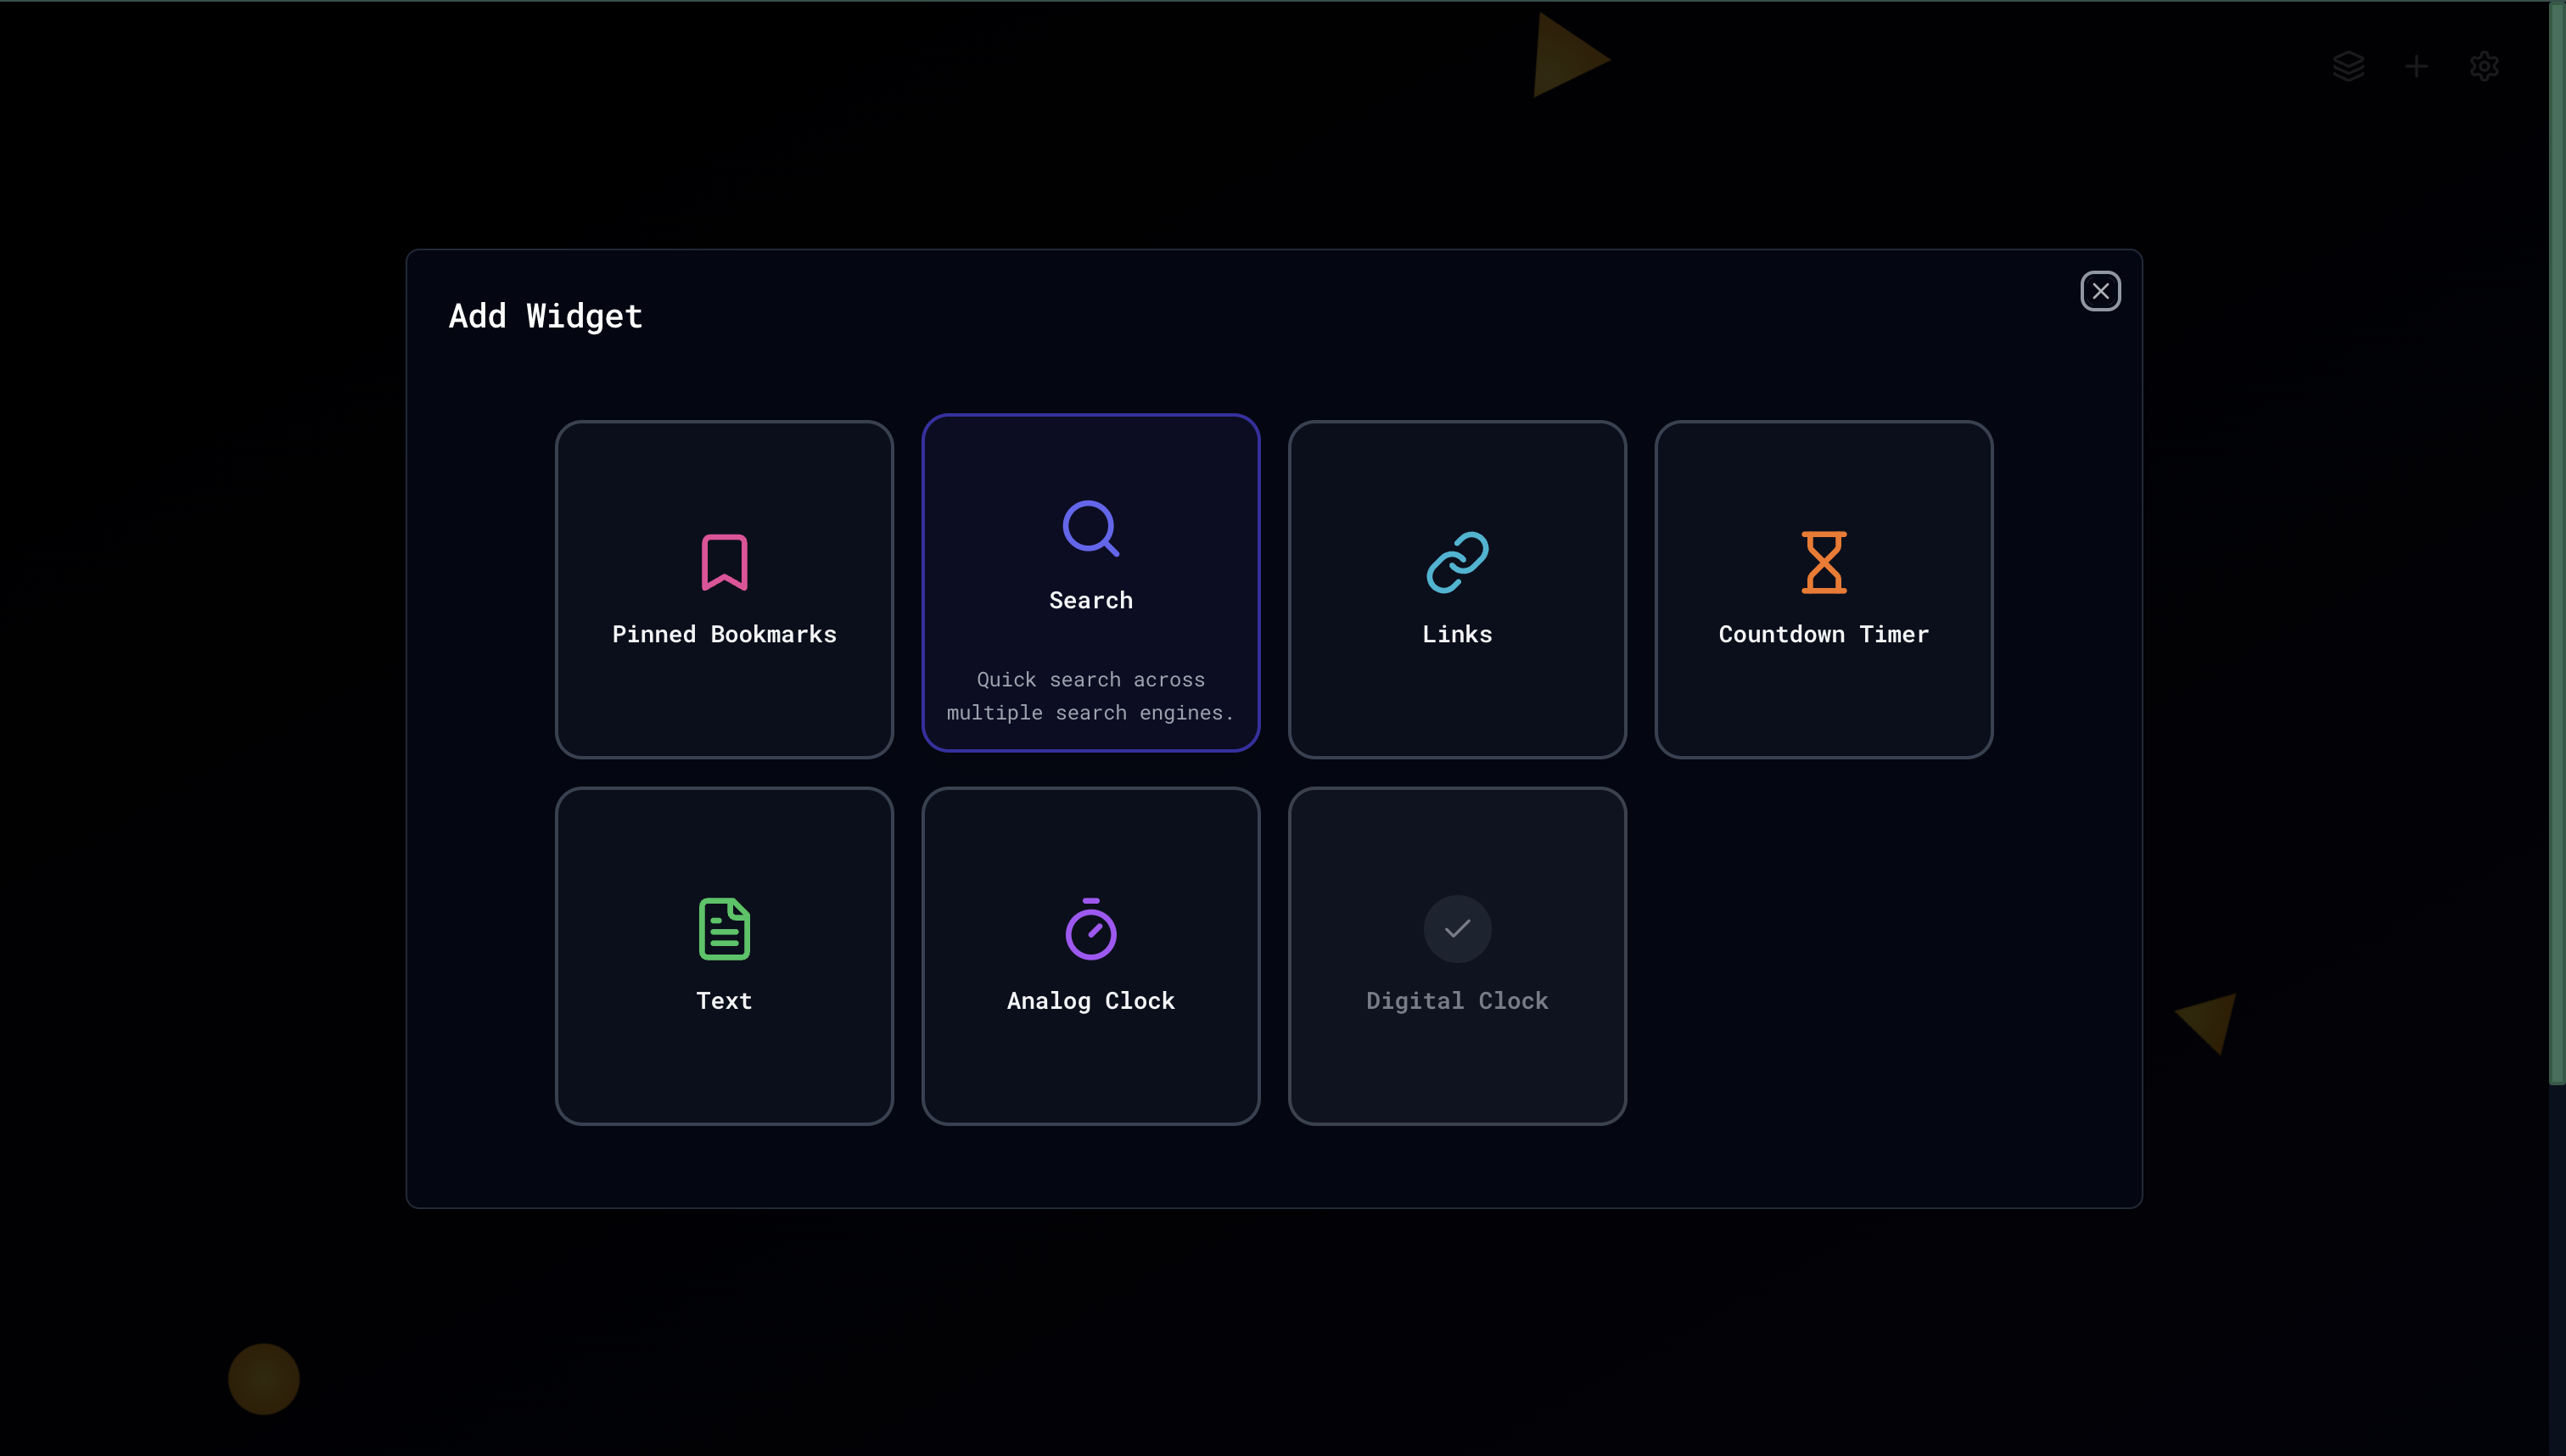 Add Widget
Pinned Bookmarks
Search
Quick search across
multiple search engines.
Links
Countdown Timer
Text
Analog Clock
Digital Clock